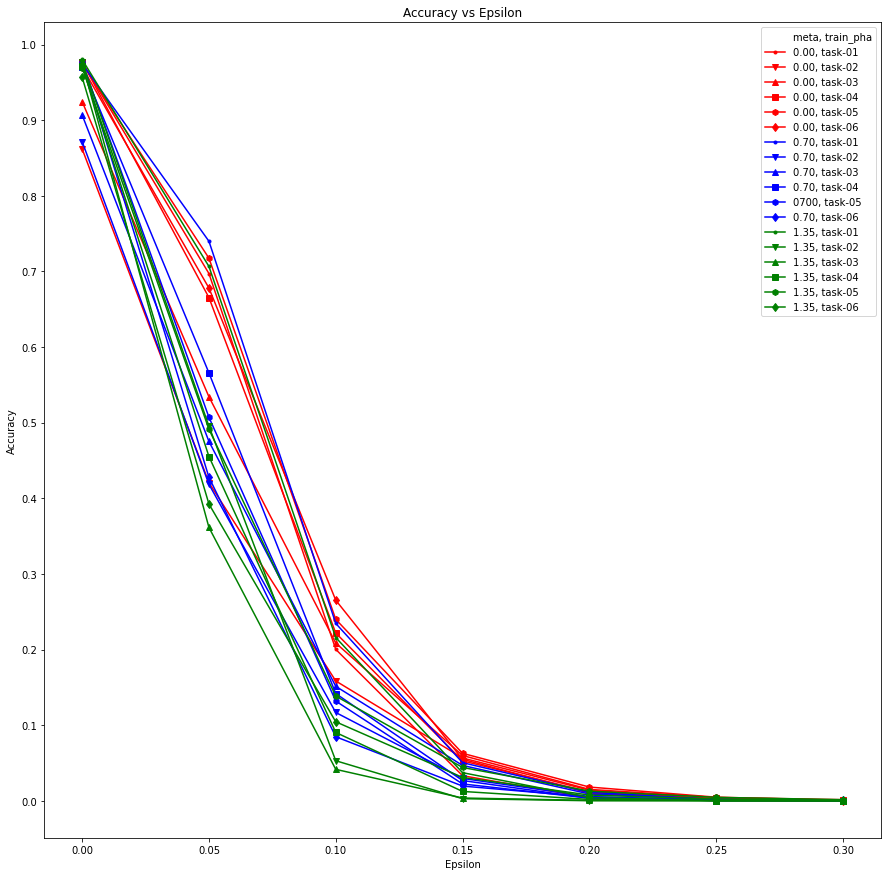 Accuracy vs Epsilon
meta, train_pha
0.00, task-01
0.00, task-02
0.00, task-03
0.00, task-04
0.00, task-05
0.00, task-06
0.70, task-01
0.70, task-02
0.70, task-03
0.70, task-04
0700, task-05
0.70, task-06
1.35, task-01
1.35, task-02
1.35, task-03
1.35, task-04
1.35, task-05
1.35, task-06
1.0
0.9
0.8
0.7
0.6
0.5
0.4
0.3
0.2
0.1
0.0
Accuracy
0.00 0.05 0.10 0.15 0.20 0.25 0.30
Epsilon